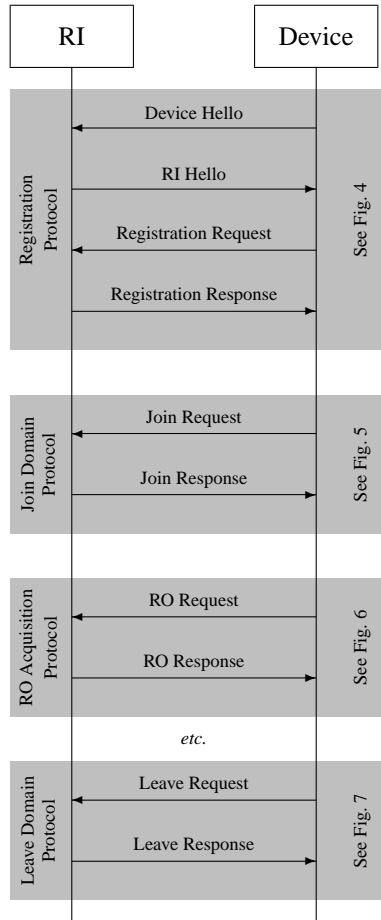 RI
Device
Registration
Protocol
Device Hello
RI Hello
Registration Request
Registration Response
See Fig. 4
Join Domain
Protocol
Join Request
Join Response
See Fig. 5
RO Acquisition
Protocol
RO Request
RO Response
See Fig. 6
etc.
Leave Domain
Protocol
Leave Request
Leave Response
See Fig. 7